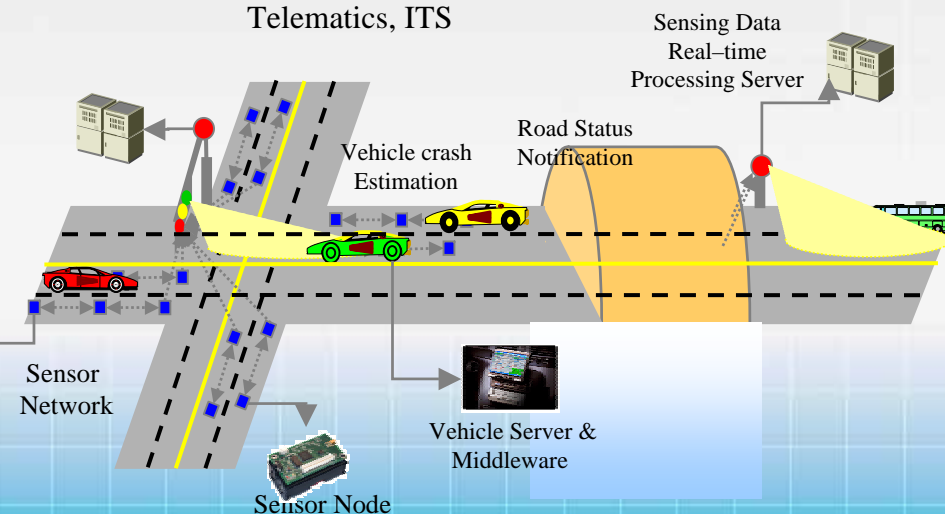 Telematics, ITS
Sensing Data
Real–time
Processing Server
Road Status
Notification
Vehicle crash
Estimation
Sensor
Network
Vehicle Server &
Middleware
Sensor Node